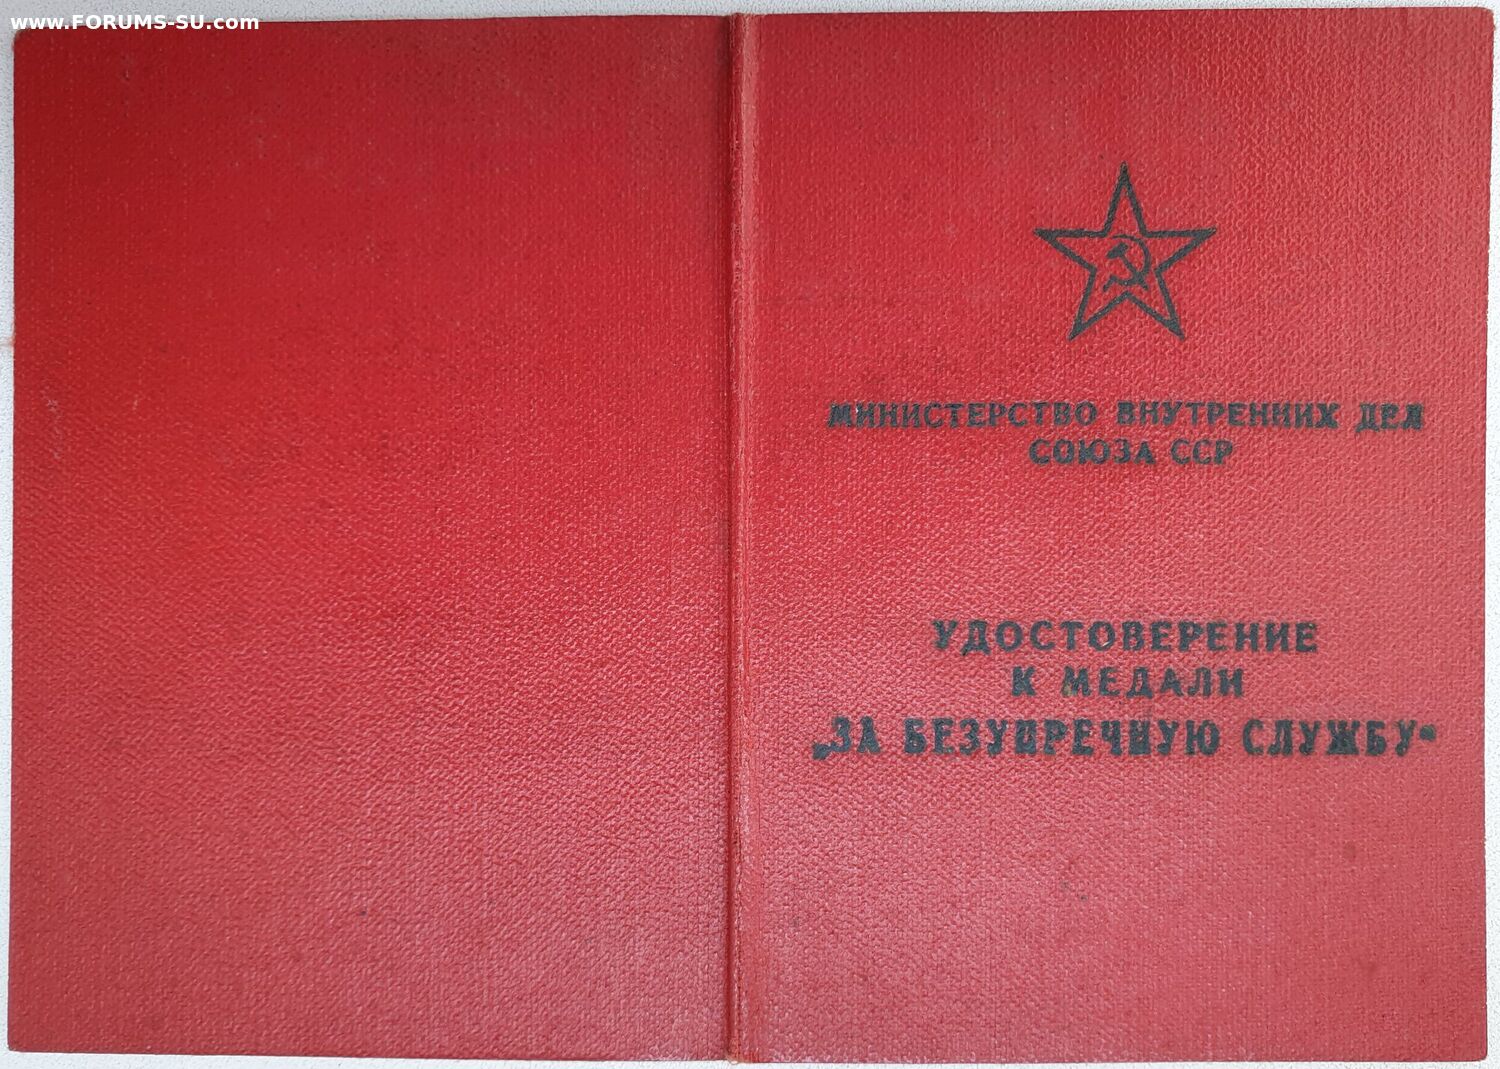 www.FORUMS-SU.com
МИНИСТЕРСТВО ВНУТРЕННИХ ДЕЛ
СОЮЗА ССР
УДОСТОВЕРЕНИЕ
К МЕДАЛИ
„ЗА БЕЗУПРЕЧНУЮ СЛУЖБУ“